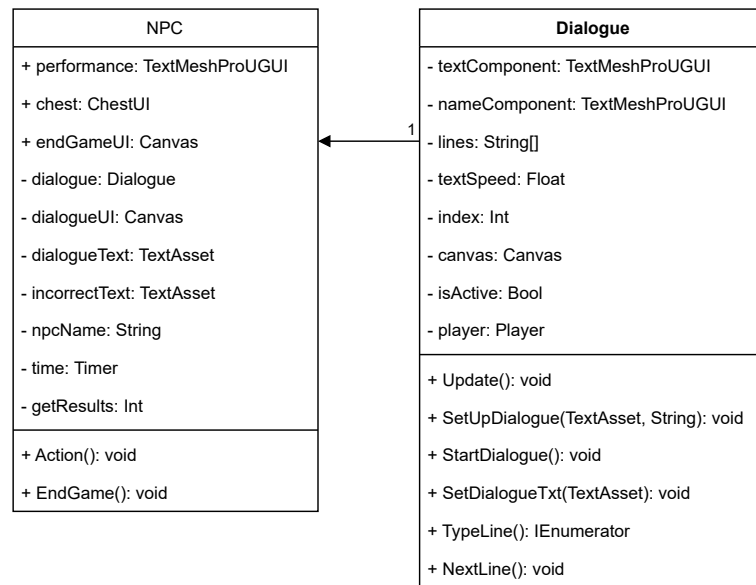 NPC
+ performance: TextMeshProUGUI
+ chest: ChestUI
+ endGameUI: Canvas
- dialogue: Dialogue
- dialogueUI: Canvas
- dialogueText: TextAsset
- incorrectText: TextAsset
- npcName: String
- time: Timer
- getResults: Int
+ Action(): void
+ EndGame(): void
1
Dialogue
- textComponent: TextMeshProUGUI
- nameComponent: TextMeshProUGUI
- lines: String[]
- textSpeed: Float
- index: Int
- canvas: Canvas
- isActive: Bool
- player: Player
+ Update(): void
+ SetUpDialogue(TextAsset, String): void
+ StartDialogue(): void
+ SetDialogueTxt(TextAsset): void
+ TypeLine(): IEnumerator
+ NextLine(): void